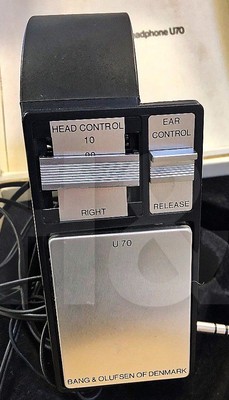 headphone U70
HEAD CONTROL
10
EAR
CONTROL
RIGHT
RELEASE
U 70
BANG & OLUFSEN OF DENMARK